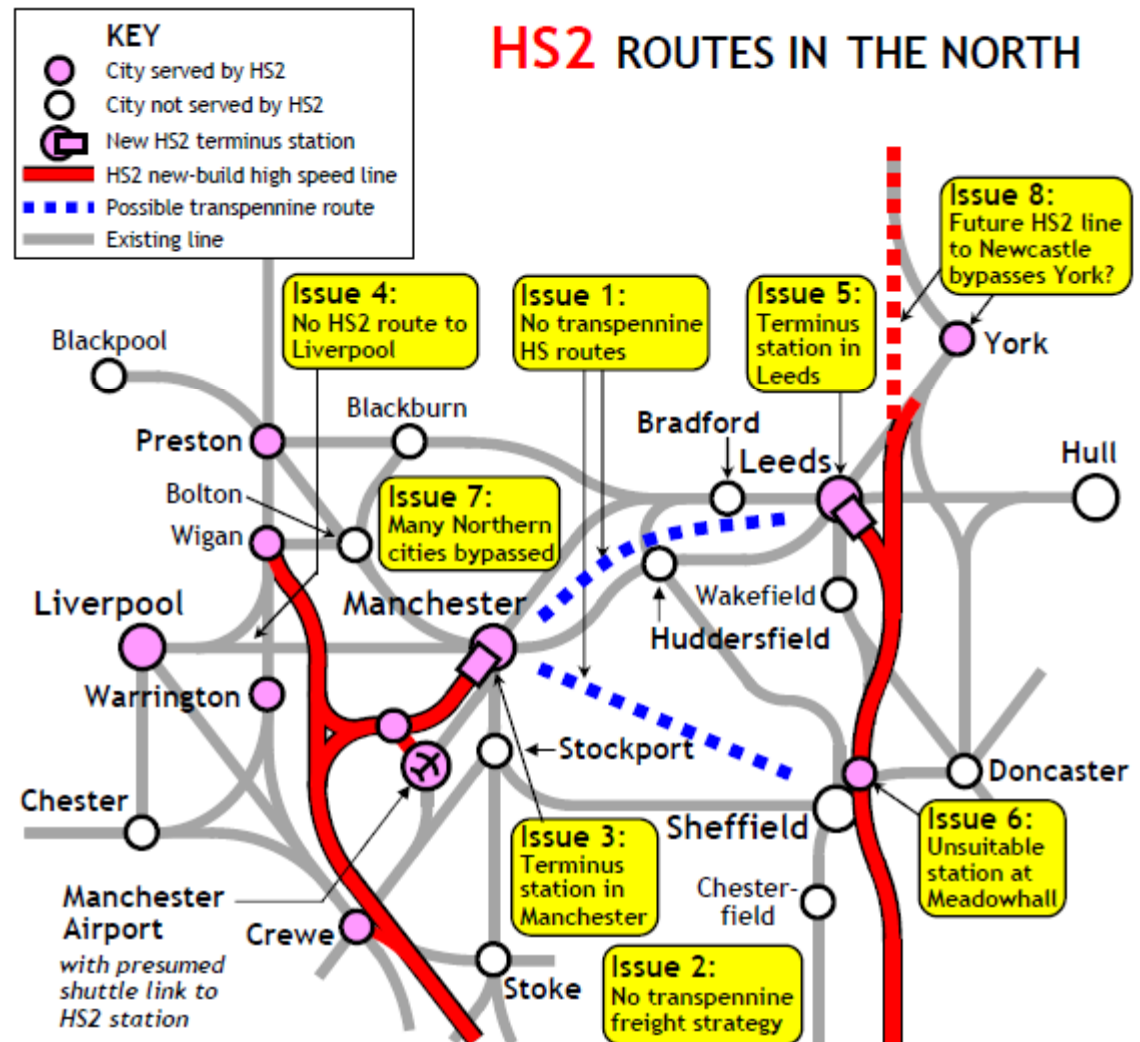 HS2 ROUTES IN THE NORTH
KEY
City served by HS2
City not served by HS2
New HS2 terminus station
HS2 new-build high speed line
Possible transpennine route
Existing line
Issue 8:
Future HS2 line
to Newcastle
bypasses York?
Issue 4:
No HS2 route to
Liverpool
Issue 1:
No transpennine
HS routes
Issue 5:
Terminus
station in
Leeds
Blackpool
York
Blackburn
Bradford
Preston
Leeds
Hull
Bolton
Issue 7:
Many Northern
cities bypassed
Wigan
Liverpool
Manchester
Wakefield
Huddersfield
Warrington
Stockport
Doncaster
Chester
Sheffield
Issue 3:
Terminus
station in
Manchester
Issue 6:
Unsuitable
station at
Meadowhall
Chester-
field
Manchester
Airport
with presumed
shuttle link to
HS2 station
Crewe
Stoke
Issue 2:
No transpennine
freight strategy